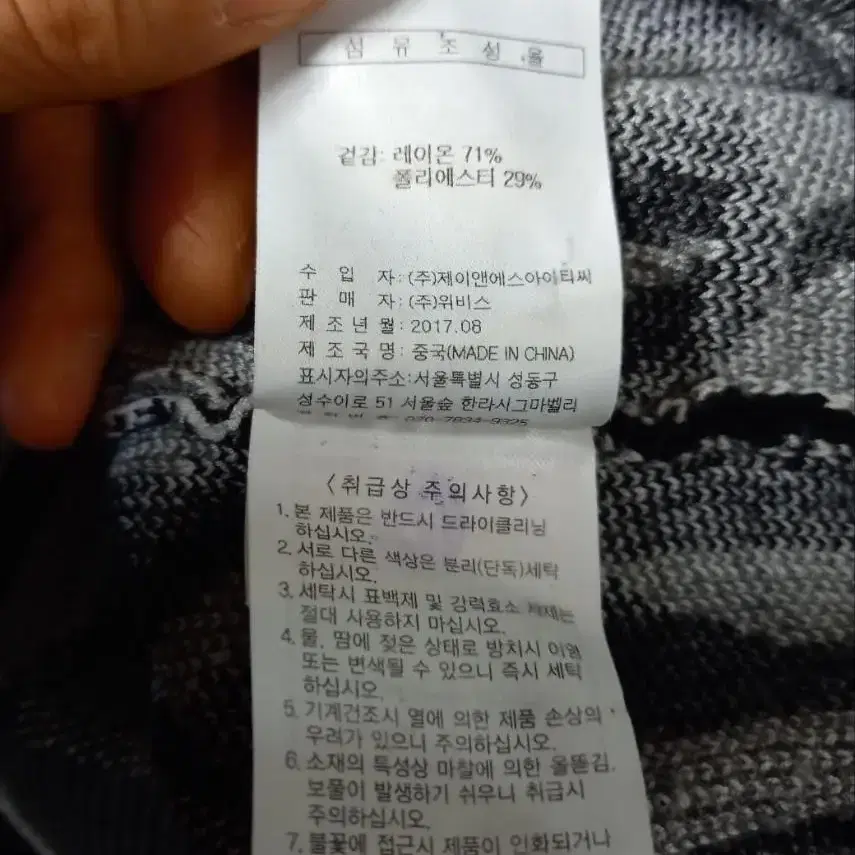 섬 유 조 성 율
겉감: 레이온 71%
폴리에스터 29%
수 입 자 : (주)제이앤에스아이티씨
판 매 자 : (주)위비스
제 조 년 월 : 2017.08
제 조 국 명 : 중국(MADE IN CHINA)
표시자의주소:서울특별시 성동구
성수이로 51 서울숲 한라시그마밸리
070-7834-9325
〈취급상 주의사항〉
1. 본 제품은 반드시 드라이클리닝
하십시오.
2. 서로 다른 색상은 분리(단독)세탁
하십시오.
3. 세탁시 표백제 및 강력효소
절대 사용하지 마십시오.
4. 물, 땀에 젖은 상태로 방치시 이염
또는 변색될 수 있으니 즉시 세탁
하십시오.
5. 기계건조시 열에 의한 제품 손상의
우려가 있으니 주의하십시오.
6. 소재의 특성상 마찰에 의한 올뜯김,
보풀이 발생하기 쉬우니 취급시
주의하십시오.
7. 불꽃에 접근시 제품이 인화되거나